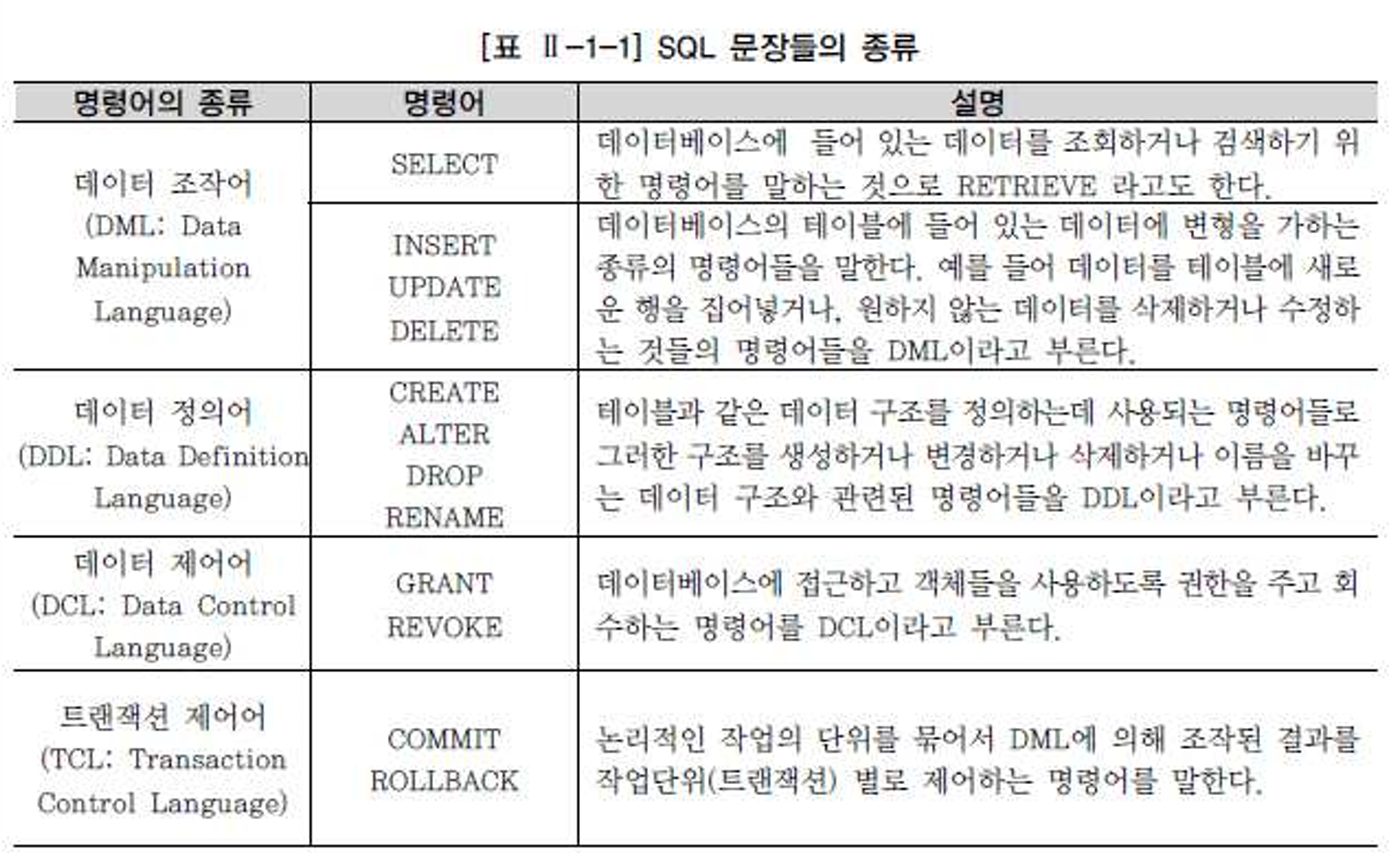 [표 Ⅱ-1-1] SQL 문장들의 종류
명령어의 종류 명령어 설명
데이터 조작어
(DML: Data
Manipulation
Language)
SELECT
데이터베이스에 들어 있는 데이터를 조회하거나 검색하기 위
한 명령어를 말하는 것으로 RETRIEVE 라고도 한다.
INSERT
UPDATE
DELETE
데이터베이스의 테이블에 들어 있는 데이터에 변형을 가하는
종류의 명령어들을 말한다. 예를 들어 데이터를 테이블에 새로
운 행을 집어넣거나, 원하지 않는 데이터를 삭제하거나 수정하
는 것들의 명령어들을 DML이라고 부른다.
데이터 정의어
(DDL: Data Definition
Language)
CREATE
ALTER
DROP
RENAME
테이블과 같은 데이터 구조를 정의하는데 사용되는 명령어들로
그러한 구조를 생성하거나 변경하거나 삭제하거나 이름을 바꾸
는 데이터 구조와 관련된 명령어들을 DDL이라고 부른다.
데이터 제어어
(DCL: Data Control
Language)
GRANT
REVOKE
데이터베이스에 접근하고 객체들을 사용하도록 권한을 주고 회
수하는 명령어를 DCL이라고 부른다.
트랜잭션 제어어
(TCL: Transaction
Control Language)
COMMIT
ROLLBACK
논리적인 작업의 단위를 묶어서 DML에 의해 조작된 결과를
작업단위(트랜잭션) 별로 제어하는 명령어를 말한다.